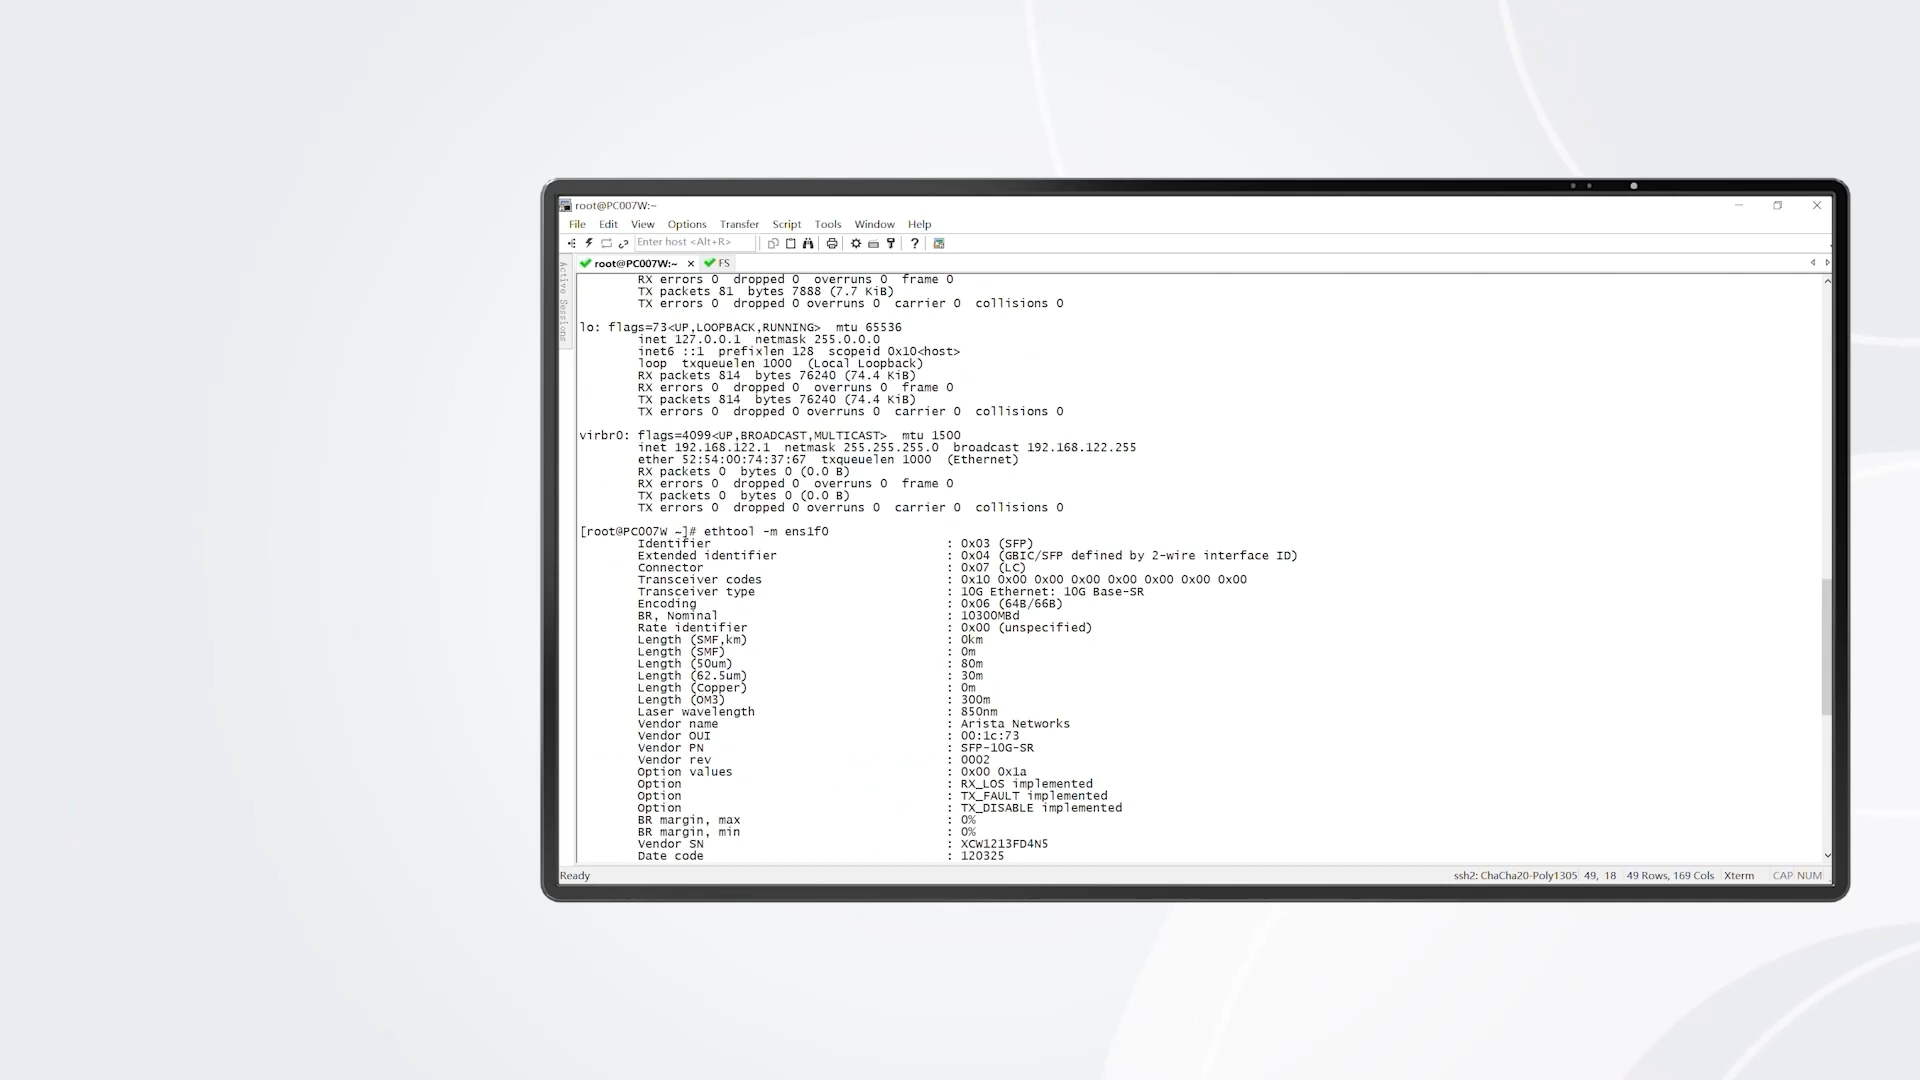 root@PC007W:~
File Edit View Options Transfer Script Tools Window Help
Enter host <Alt+R>
root@PC007W:~ FS
Active Sessions
RX errors 0 dropped 0 overruns 0 frame 0
TX packets 81 bytes 7888 (7.7 KiB)
TX errors 0 dropped 0 overruns 0 carrier 0 collisions 0
lo: flags=73<UP,LOOPBACK,RUNNING> mtu 65536
inet 127.0.0.1 netmask 255.0.0.0
inet6 ::1 prefixlen 128 scopeid 0x10<host>
loop txqueuelen 1000 (Local Loopback)
RX packets 814 bytes 76240 (74.4 KiB)
RX errors 0 dropped 0 overruns 0 frame 0
TX packets 814 bytes 76240 (74.4 KiB)
TX errors 0 dropped 0 overruns 0 carrier 0 collisions 0
virbr0: flags=4099<UP,BROADCAST,MULTICAST> mtu 1500
inet 192.168.122.1 netmask 255.255.255.0 broadcast 192.168.122.255
ether 52:54:00:74:37:67 txqueuelen 1000 (Ethernet)
RX packets 0 bytes 0 (0.0 B)
RX errors 0 dropped 0 overruns 0 frame 0
TX packets 0 bytes 0 (0.0 B)
TX errors 0 dropped 0 overruns 0 carrier 0 collisions 0
[root@PC007W ~]# ethtool -m ens1f0
Identifier : 0x03 (SFP)
Extended identifier : 0x04 (GBIC/SFP defined by 2-wire interface ID)
Connector : 0x07 (LC)
Transceiver codes : 0x10 0x00 0x00 0x00 0x00 0x00 0x00 0x00
Transceiver type : 10G Ethernet: 10G Base-SR
Encoding : 0x06 (64B/66B)
BR, Nominal : 10300MBd
Rate identifier : 0x00 (unspecified)
Length (SMF,km) : 0km
Length (SMF) : 0m
Length (50um) : 80m
Length (62.5um) : 30m
Length (Copper) : 0m
Length (OM3) : 300m
Laser wavelength : 850nm
Vendor name : Arista Networks
Vendor OUI : 00:1c:73
Vendor PN : SFP-10G-SR
Vendor rev : 0002
Option values : 0x00 0x1a
Option : RX_LOS implemented
Option : TX_FAULT implemented
Option : TX_DISABLE implemented
BR margin, max : 0%
BR margin, min : 0%
Vendor SN : XCW1213FD4N5
Date code : 120325
Ready ssh2: ChaCha20-Poly1305 49, 18 49 Rows, 169 Cols Xterm CAP NUM